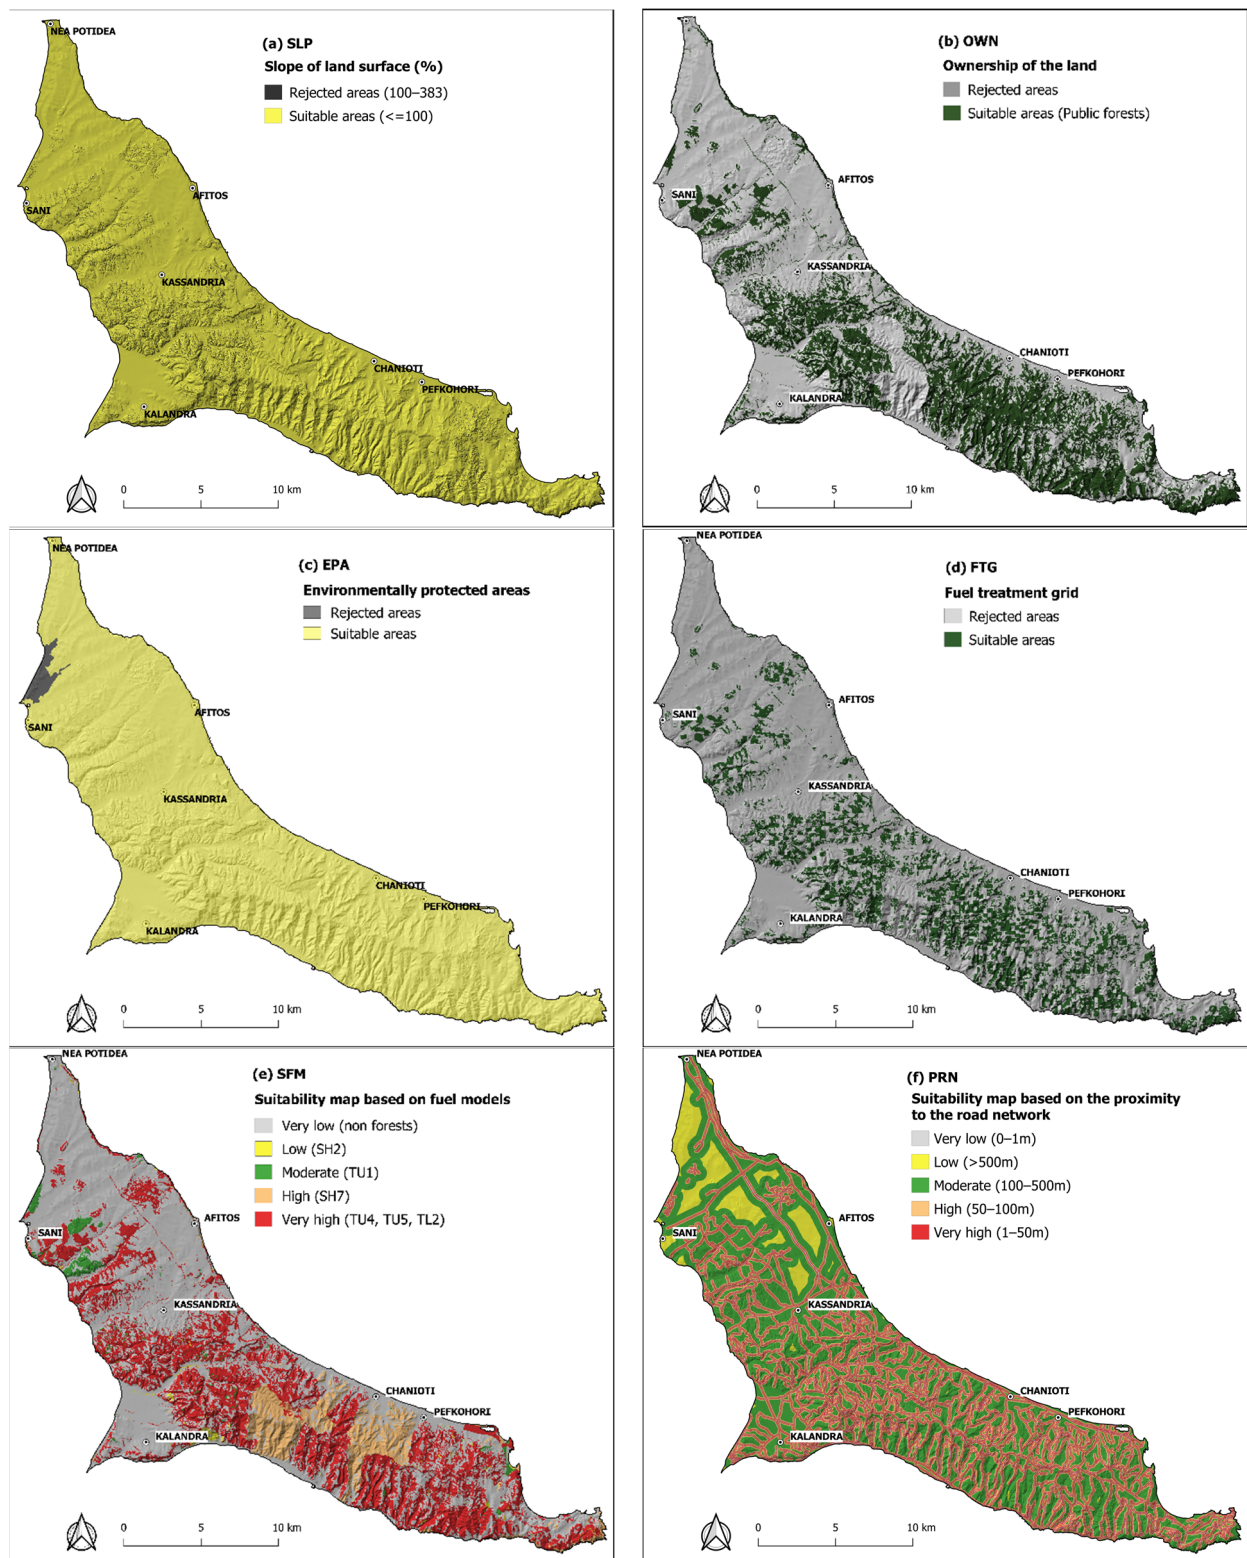 NEA POTIDEA
(a) SLP
Slope of land surface (%)
Rejected areas (100–383)
Suitable areas (<=100)
AFITOS
SANI
KASSANDRIA
CHANIOTI
PEFKOHORI
KALANDRA
0 5 10 km
(b) OWN
Ownership of the land
Rejected areas
Suitable areas (Public forests)
AFITOS
SANI
KASSANDRIA
CHANIOTI
PEFKOHORI
KALANDRA
0 5 10 km
NEA POTIDEA
(c) EPA
Environmentally protected areas
Rejected areas
Suitable areas
AFITOS
SANI
KASSANDRIA
CHANIOTI
PEFKOHORI
KALANDRA
0 5 10 km
NEA POTIDEA
(d) FTG
Fuel treatment grid
Rejected areas
Suitable areas
AFITOS
SANI
KASSANDRIA
CHANIOTI
PEFKOHORI
KALANDRA
0 5 10 km
NEA POTIDEA
(e) SFM
Suitability map based on fuel models
Very low (non forests)
Low (SH2)
Moderate (TU1)
High (SH7)
Very high (TU4, TU5, TL2)
AFITOS
SANI
KASSANDRIA
CHANIOTI
PEFKOHORI
KALANDRA
0 5 10 km
NEA POTIDEA
(f) PRN
Suitability map based on the proximity
to the road network
Very low (0–1m)
Low (>500m)
Moderate (100–500m)
High (50–100m)
Very high (1–50m)
AFITOS
SANI
KASSANDRIA
CHANIOTI
PEFKOHORI
KALANDRA
0 5 10 km